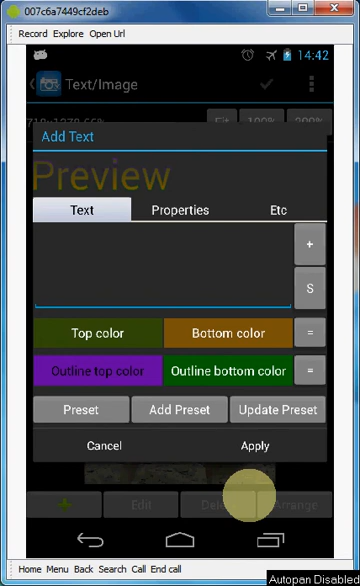 007c6a7449cf2deb
Record Explore Open Url
14:42
Text/Image
Fit 100% 200%
Add Text
Preview
Text Properties Etc
+
S
Top color Bottom color =
Outline top color Outline bottom color =
Preset Add Preset Update Preset
Cancel Apply
Edit Delete Arrange
Home Menu Back Search Call End call
Autopan Disabled